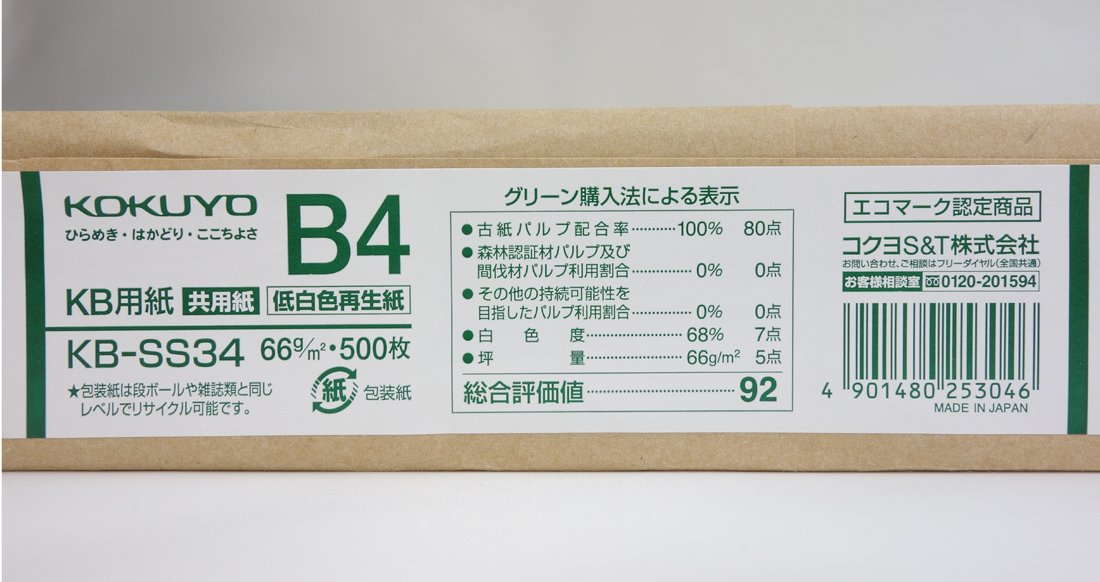 KOKUYO
ひらめき・はかどり・ここちよさ
B4
KB用紙 共用紙 低白色再生紙
KB-SS34 66g/m²・500枚
★包装紙は段ボールや雑誌類と同じ
レベルでリサイクル可能です。
紙 包装紙
グリーン購入法による表示
●古紙パルプ配合率…………100% 80点
●森林認証材パルプ及び
間伐材パルプ利用割合…………0% 0点
●その他の持続可能性を
目指したパルプ利用割合…………0% 0点
●白色度…………68% 7点
●坪量…………66g/m² 5点
総合評価値…………92
エコマーク認定商品
コクヨS&T株式会社
お問い合わせ、ご相談はフリーダイヤル(全国共通)
お客様相談室 0120-201594
4 901480 253046
MADE IN JAPAN